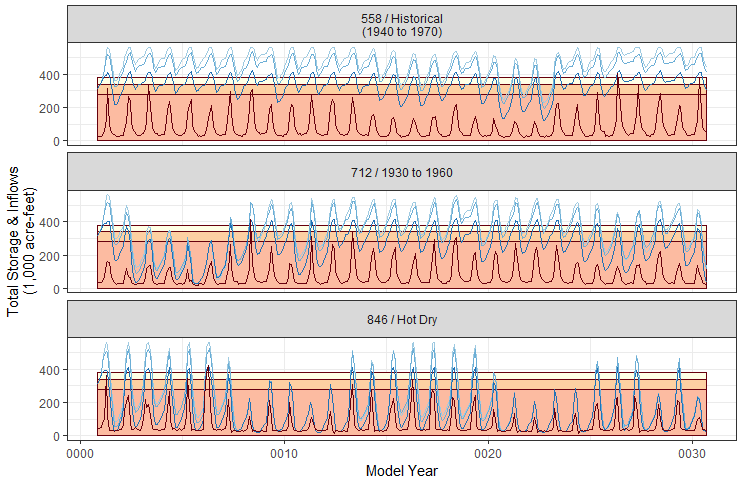 558 / Historical
(1940 to 1970)
400
200
0
712 / 1930 to 1960
400
200
0
846 / Hot Dry
400
200
0
0000
0010
0020
0030
Model Year
Total Storage & Inflows
(1,000 acre-feet)